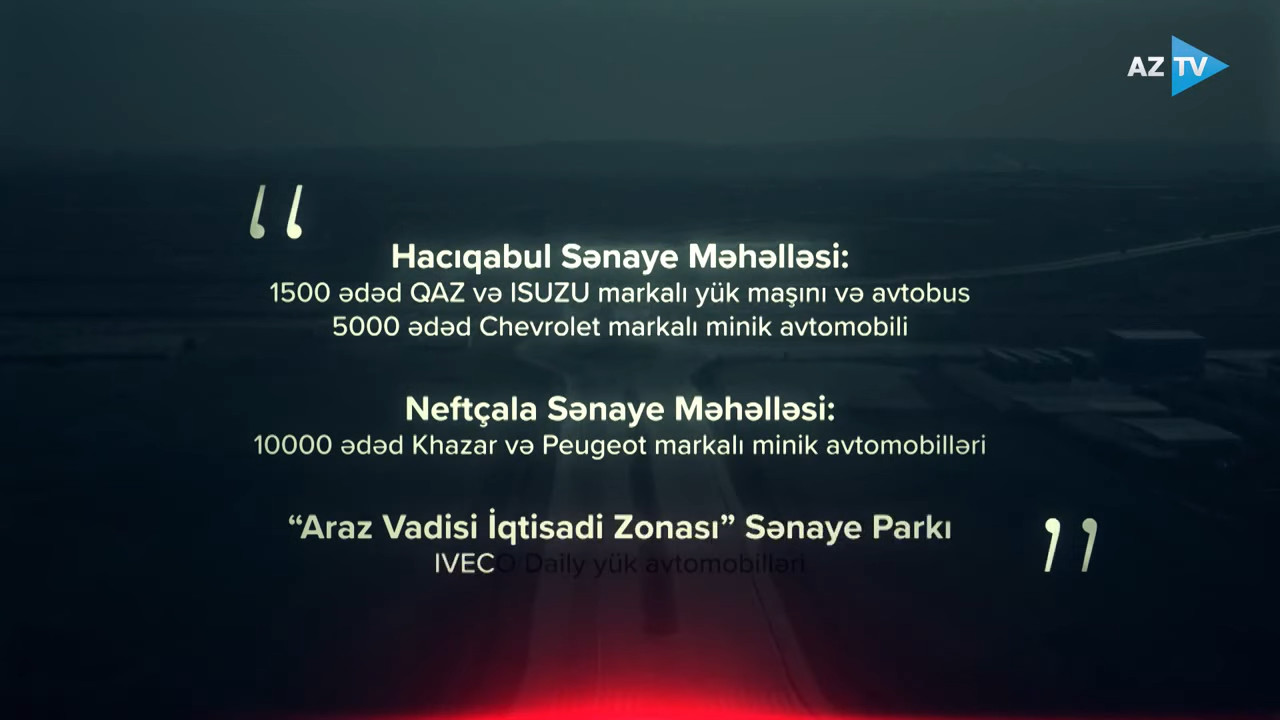 AZ TV
Hacıqabul Sənaye Məhəlləsi:
1500 ədəd QAZ və ISUZU markalı yük maşını və avtobus
5000 ədəd Chevrolet markalı minik avtomobili
Neftçala Sənaye Məhəlləsi:
10000 ədəd Khazar və Peugeot markalı minik avtomobilləri
“Araz Vadisi İqtisadi Zonası” Sənaye Parkı
IVECO Daily yük avtomobilləri